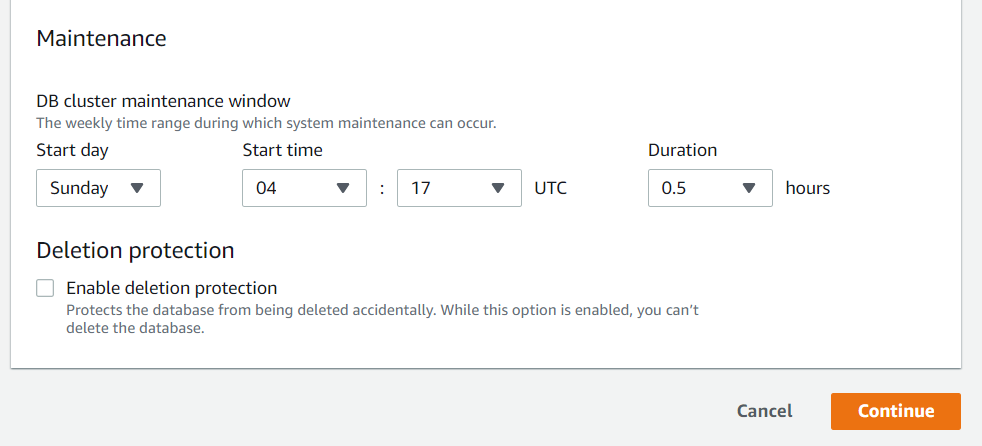 Maintenance
DB cluster maintenance window
The weekly time range during which system maintenance can occur.
Start day Start time Duration
Sunday 04 : 17 UTC 0.5 hours
Deletion protection
Enable deletion protection
Protects the database from being deleted accidentally. While this option is enabled, you can't
delete the database.
Cancel Continue